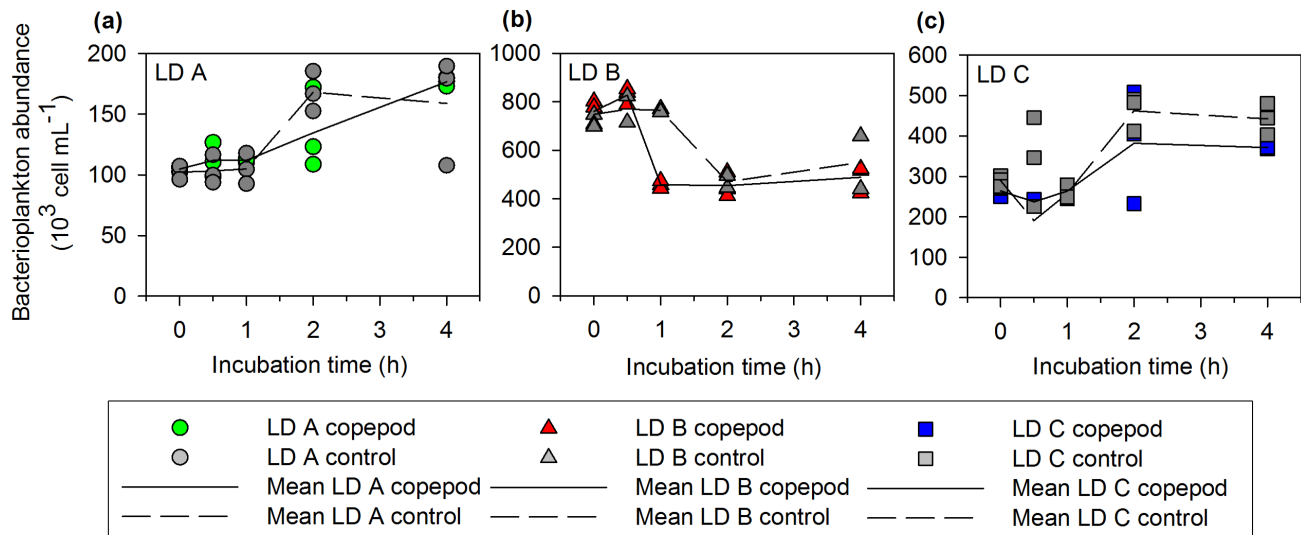 (a)
(b)
(c)
Bacterioplankton abundance
(10³ cell mL⁻¹)
LD A
200
150
100
50
0
0 1 2 3 4
Incubation time (h)
LD B
1000
800
600
400
200
0
0 1 2 3 4
Incubation time (h)
LD C
600
500
400
300
200
100
0
0 1 2 3 4
Incubation time (h)
LD A copepod
LD A control
Mean LD A copepod
Mean LD A control
LD B copepod
LD B control
Mean LD B copepod
Mean LD B control
LD C copepod
LD C control
Mean LD C copepod
Mean LD C control